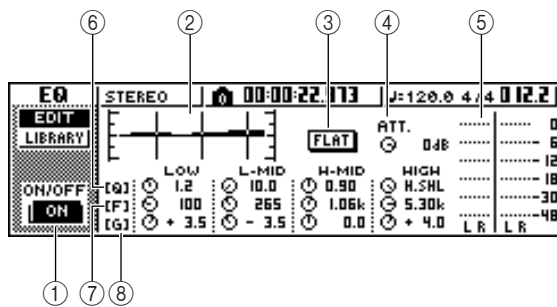 ⑥ ② ③ ④ ⑤
EQ STEREO 00:00:22.973 ♩=120.0 4/4 012.2
EDIT
LIBRARY
FLAT ATT. 0dB
0
6
12
18
30
48
L R L R
LOW L-MID H-MID HIGH
ON/OFF [Q] 1.2 10.0 0.90 H.SHL
ON [F] 100 265 1.06k 5.30k
[G] + 3.5 - 3.5 0.0 + 4.0
① ⑦ ⑧